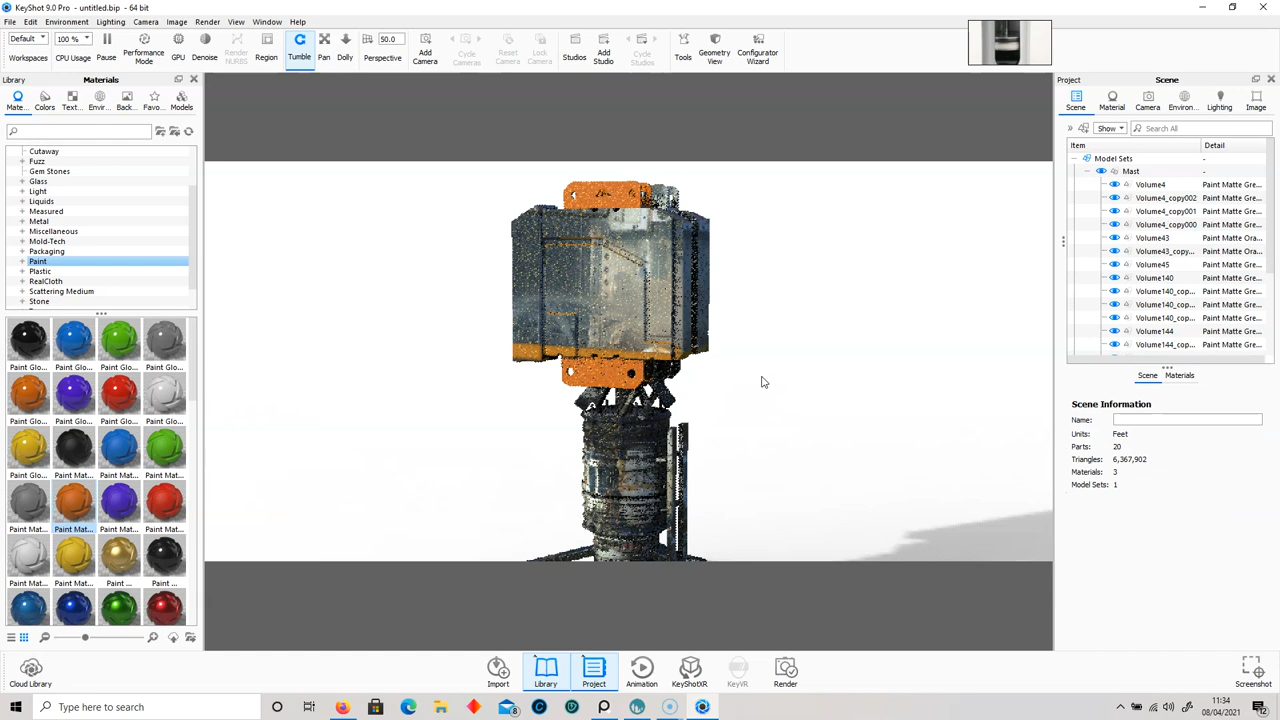 KeyShot 9.0 Pro - untitled.bip - 64 bit
File Edit Environment Lighting Camera Image Render View Window Help
Default 100 % 50.0
Workspaces CPU Usage Pause Performance Mode GPU Denoise Render NURBS Region Tumble Pan Dolly Perspective Add Camera Cycle Cameras Reset Camera Lock Camera Studios Add Studio Cycle Studios Tools Geometry View Configurator Wizard
Library Materials
Mate... Colors Text... Envir... Back... Favo... Models
Cutaway
Fuzz
Gem Stones
Glass
Light
Liquids
Measured
Metal
Miscellaneous
Mold-Tech
Packaging
Paint
Plastic
RealCloth
Scattering Medium
Stone
Paint Glo... Paint Glo... Paint Glo... Paint Glo...
Paint Glo... Paint Glo... Paint Glo... Paint Glo...
Paint Glo... Paint Mat... Paint Mat... Paint Mat...
Paint Mat... Paint Mat... Paint Mat... Paint Mat...
Paint Mat... Paint Mat... Paint ... Paint ...
Project Scene
Scene Material Camera Environ... Lighting Image
Show Search All
Item Detail
Model Sets -
Mast -
Volume4 Paint Matte Gre...
Volume4_copy002 Paint Matte Gre...
Volume4_copy001 Paint Matte Gre...
Volume4_copy000 Paint Matte Gre...
Volume43 Paint Matte Ora...
Volume43_copy... Paint Matte Ora...
Volume45 Paint Matte Gre...
Volume140 Paint Matte Gre...
Volume140_cop... Paint Matte Gre...
Volume140_cop... Paint Matte Gre...
Volume140_cop... Paint Matte Gre...
Volume144 Paint Matte Gre...
Volume144_cop... Paint Matte Gre...
Scene Materials
Scene Information
Name:
Units: Feet
Parts: 20
Triangles: 6,367,902
Materials: 3
Model Sets: 1
Cloud Library Import Library Project Animation KeyShotXR KeyVR Render Screenshot
Type here to search
8
11:34
08/04/2021
12